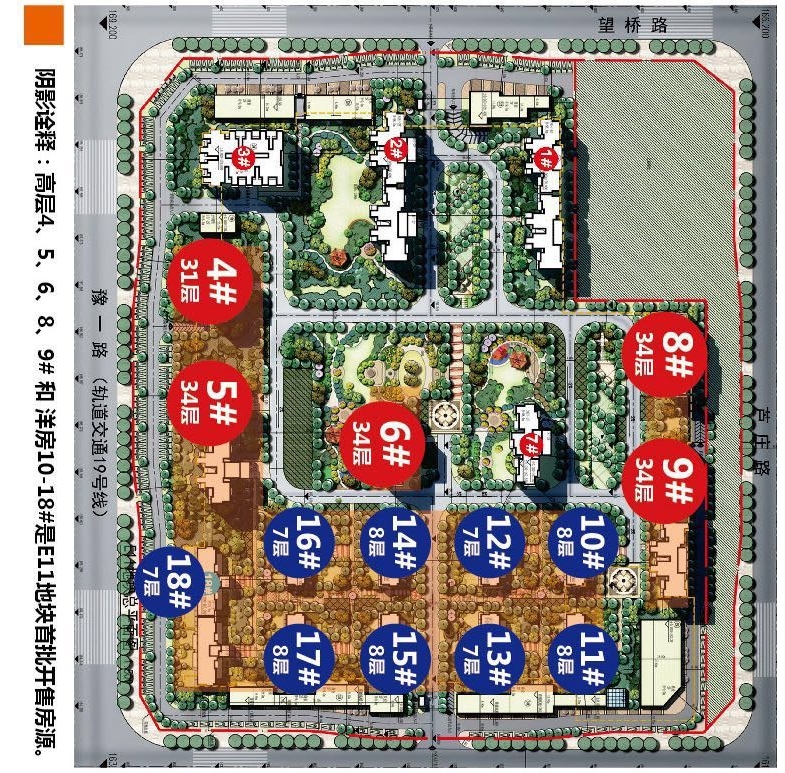 阴影诠释：高层4、5、6、8、9# 和 洋房10-18#是E11地块首批开售房源。
望桥路
169.200
169.200
3#
2#
1#
4#
31层
8#
34层
5#
34层
6#
34层
7#
9#
34层
豫一路（轨道交通19号线）
芦庄路
16#
7层
14#
8层
12#
7层
10#
8层
18#
7层
17#
8层
15#
8层
13#
7层
11#
8层